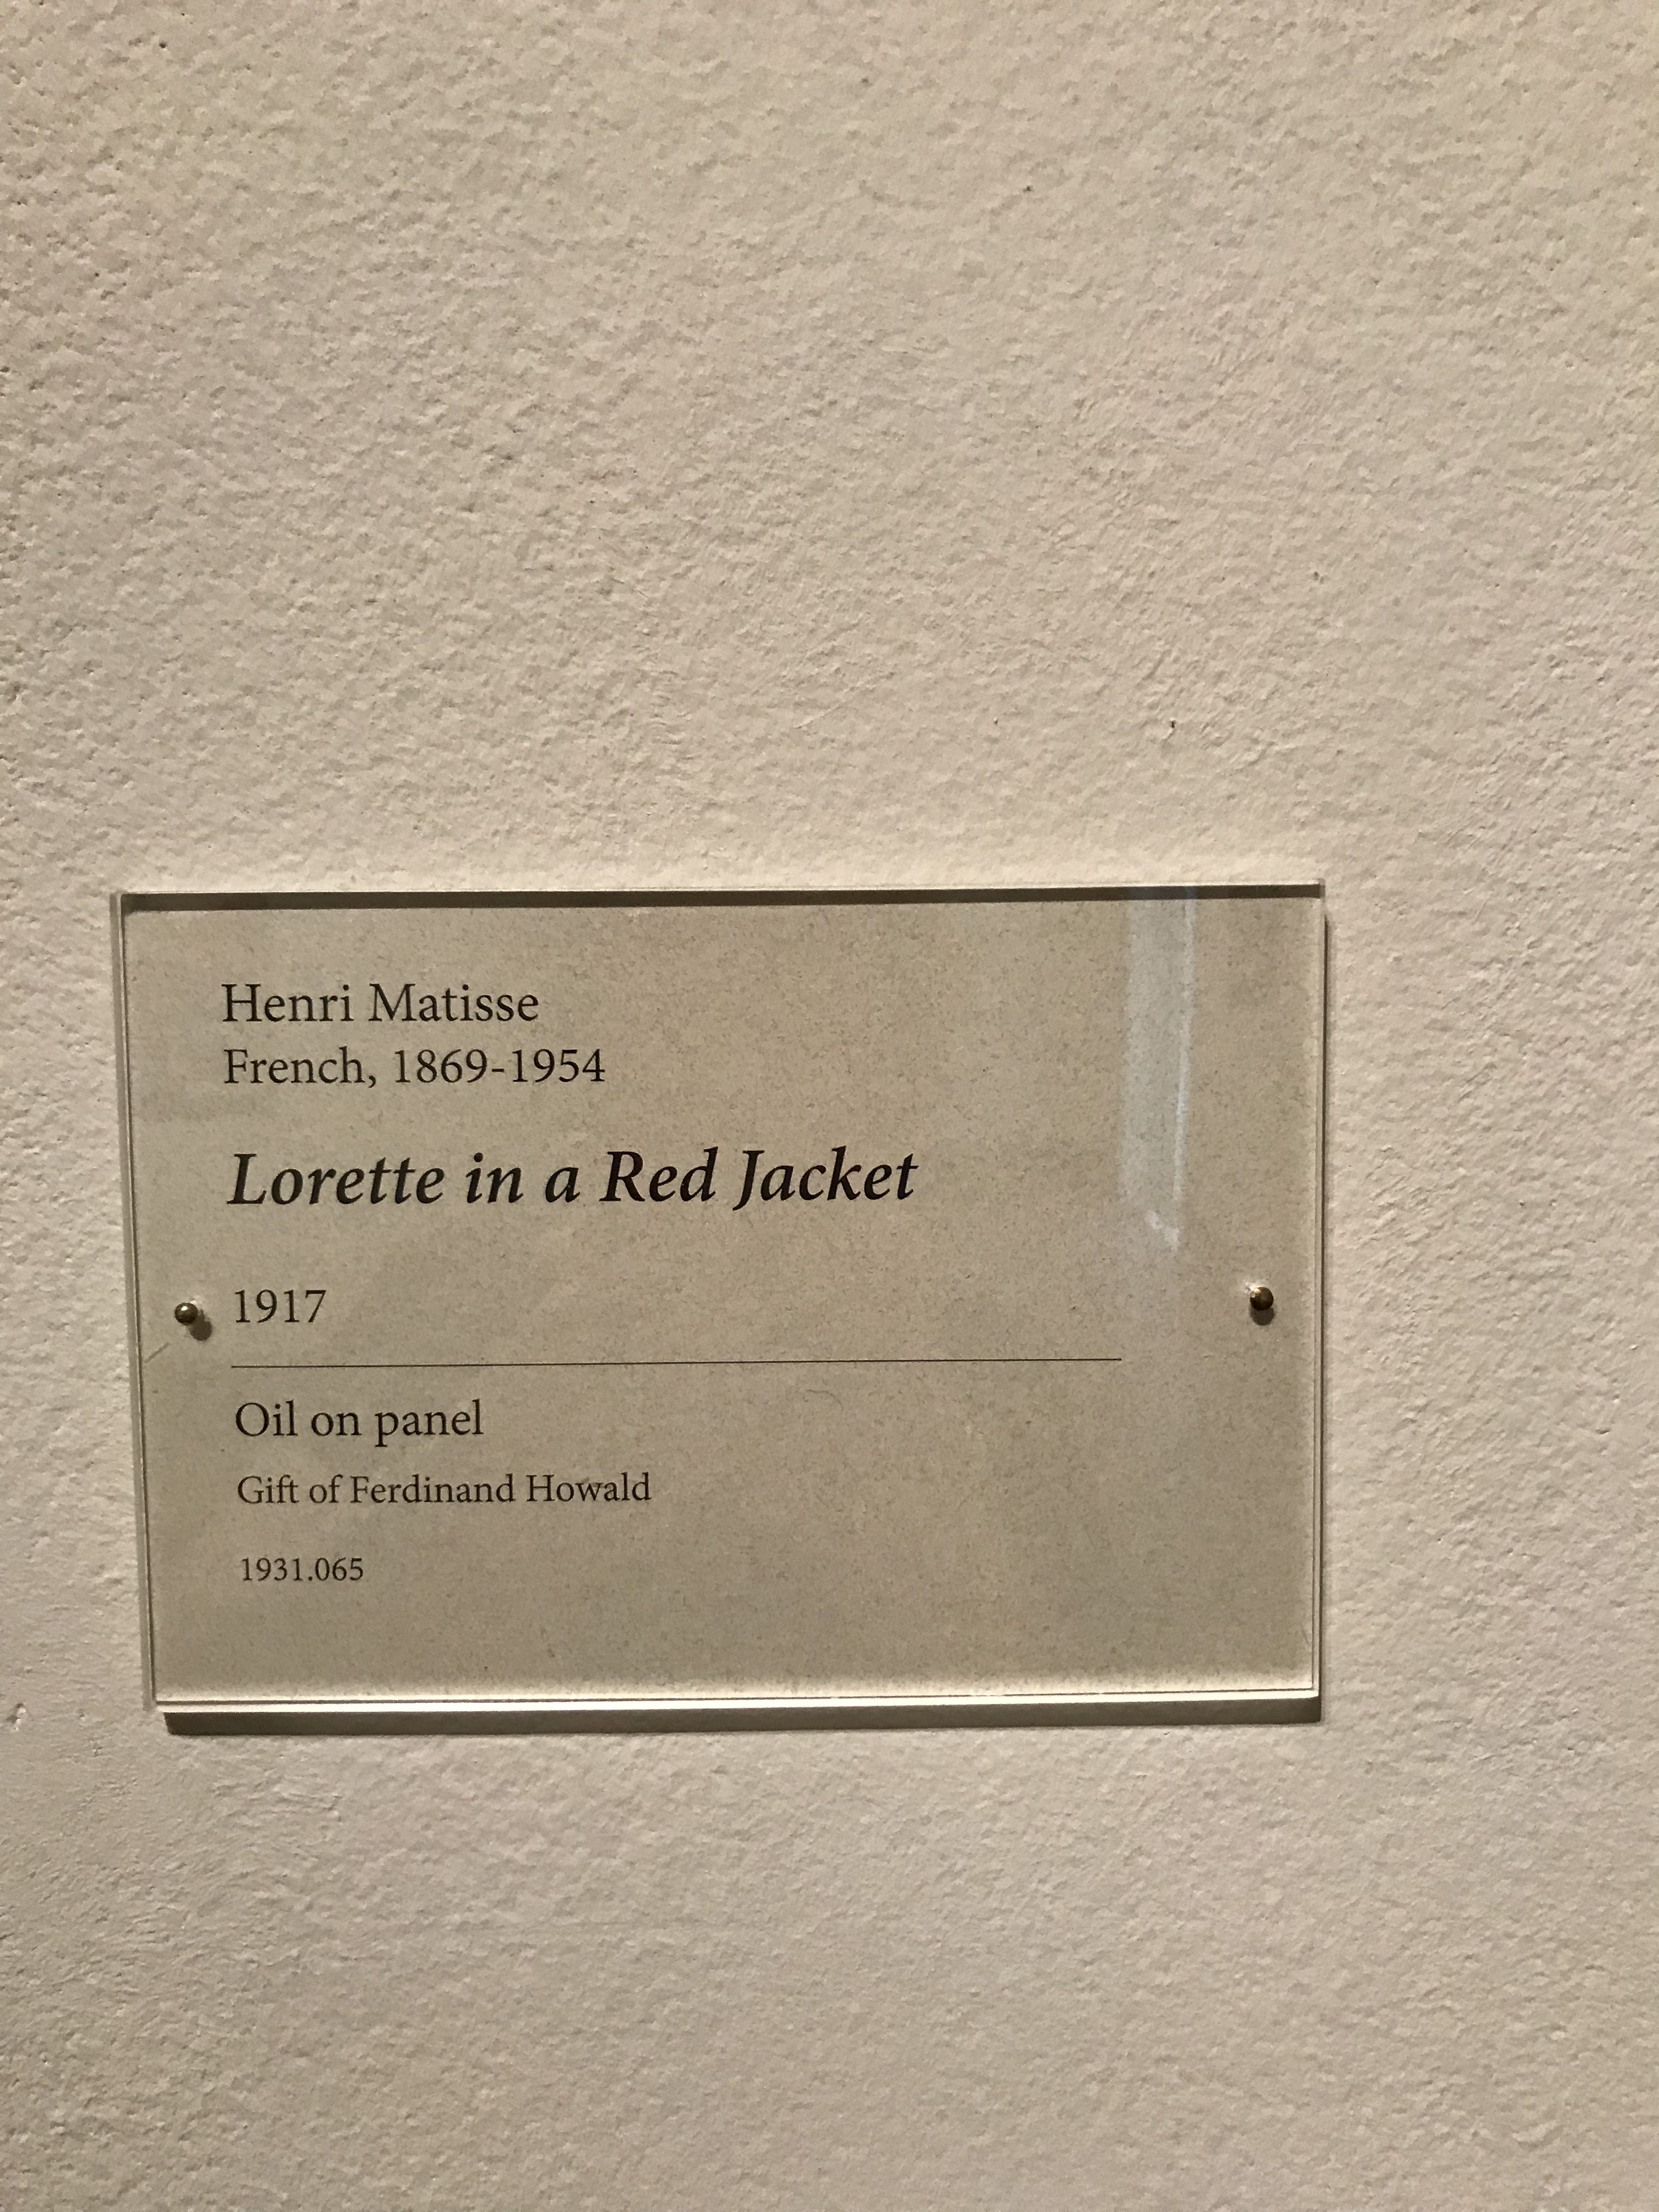 Henri Matisse
French, 1869-1954
Lorette in a Red Jacket
1917
Oil on panel
Gift of Ferdinand Howald
1931.065